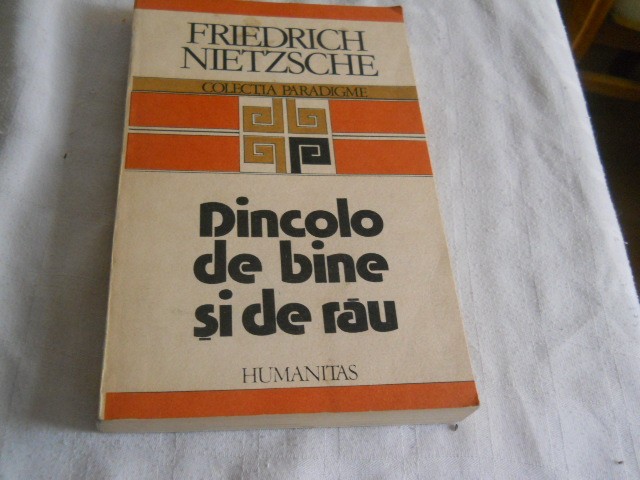 FRIEDRICH
NIETZSCHE
COLECȚIA PARADIGME
Dincolo
de bine
și de rău
HUMANITAS